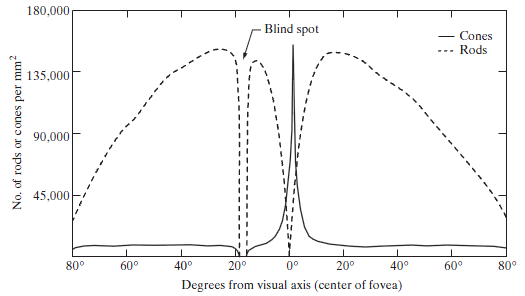 180,000
135,000
90,000
45,000
No. of rods or cones per mm²
Blind spot
Cones
Rods
80° 60° 40° 20° 0° 20° 40° 60° 80°
Degrees from visual axis (center of fovea)